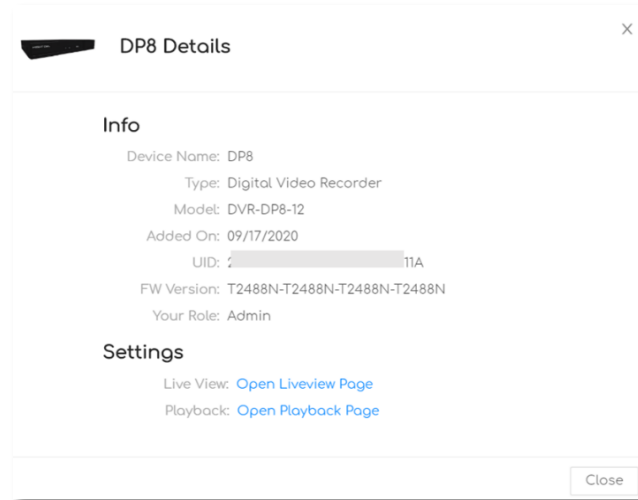 DP8 Details
Info
Device Name: DP8
Type: Digital Video Recorder
Model: DVR-DP8-12
Added On: 09/17/2020
UID: 11A
FW Version: T2488N-T2488N-T2488N-T2488N
Your Role: Admin
Settings
Live View: Open Liveview Page
Playback: Open Playback Page
Close